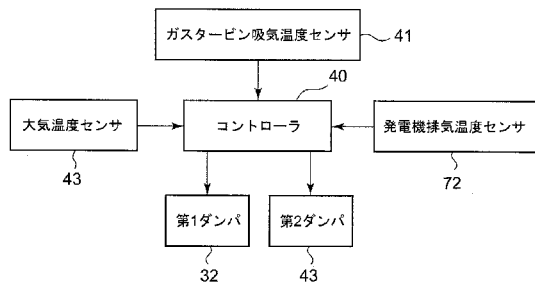 ガスタービン吸気温度センサ
41
40
大気温度センサ
コントローラ
発電機排気温度センサ
43
72
第1ダンパ
第2ダンパ
32
43